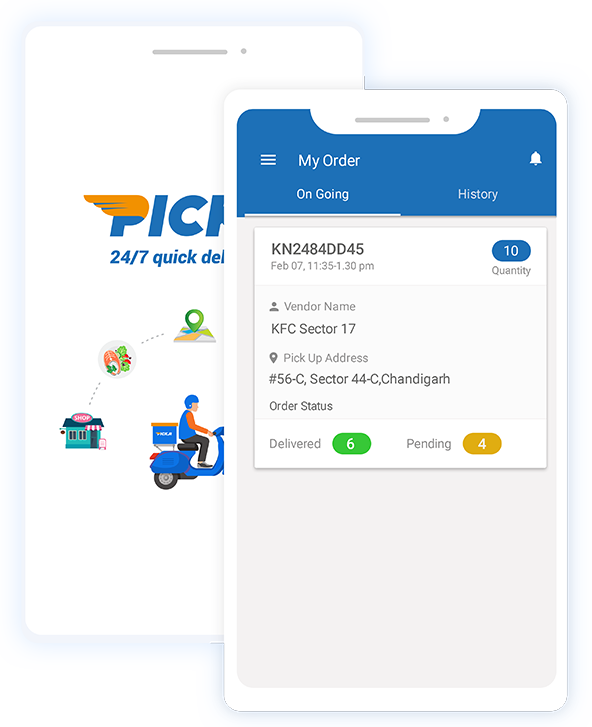 PICK
24/7 quick del
SHOP
My Order
On Going
History
KN2484DD45
10
Feb 07, 11:35-1.30 pm
Quantity
Vendor Name
KFC Sector 17
Pick Up Address
#56-C, Sector 44-C,Chandigarh
Order Status
Delivered 6 Pending 4